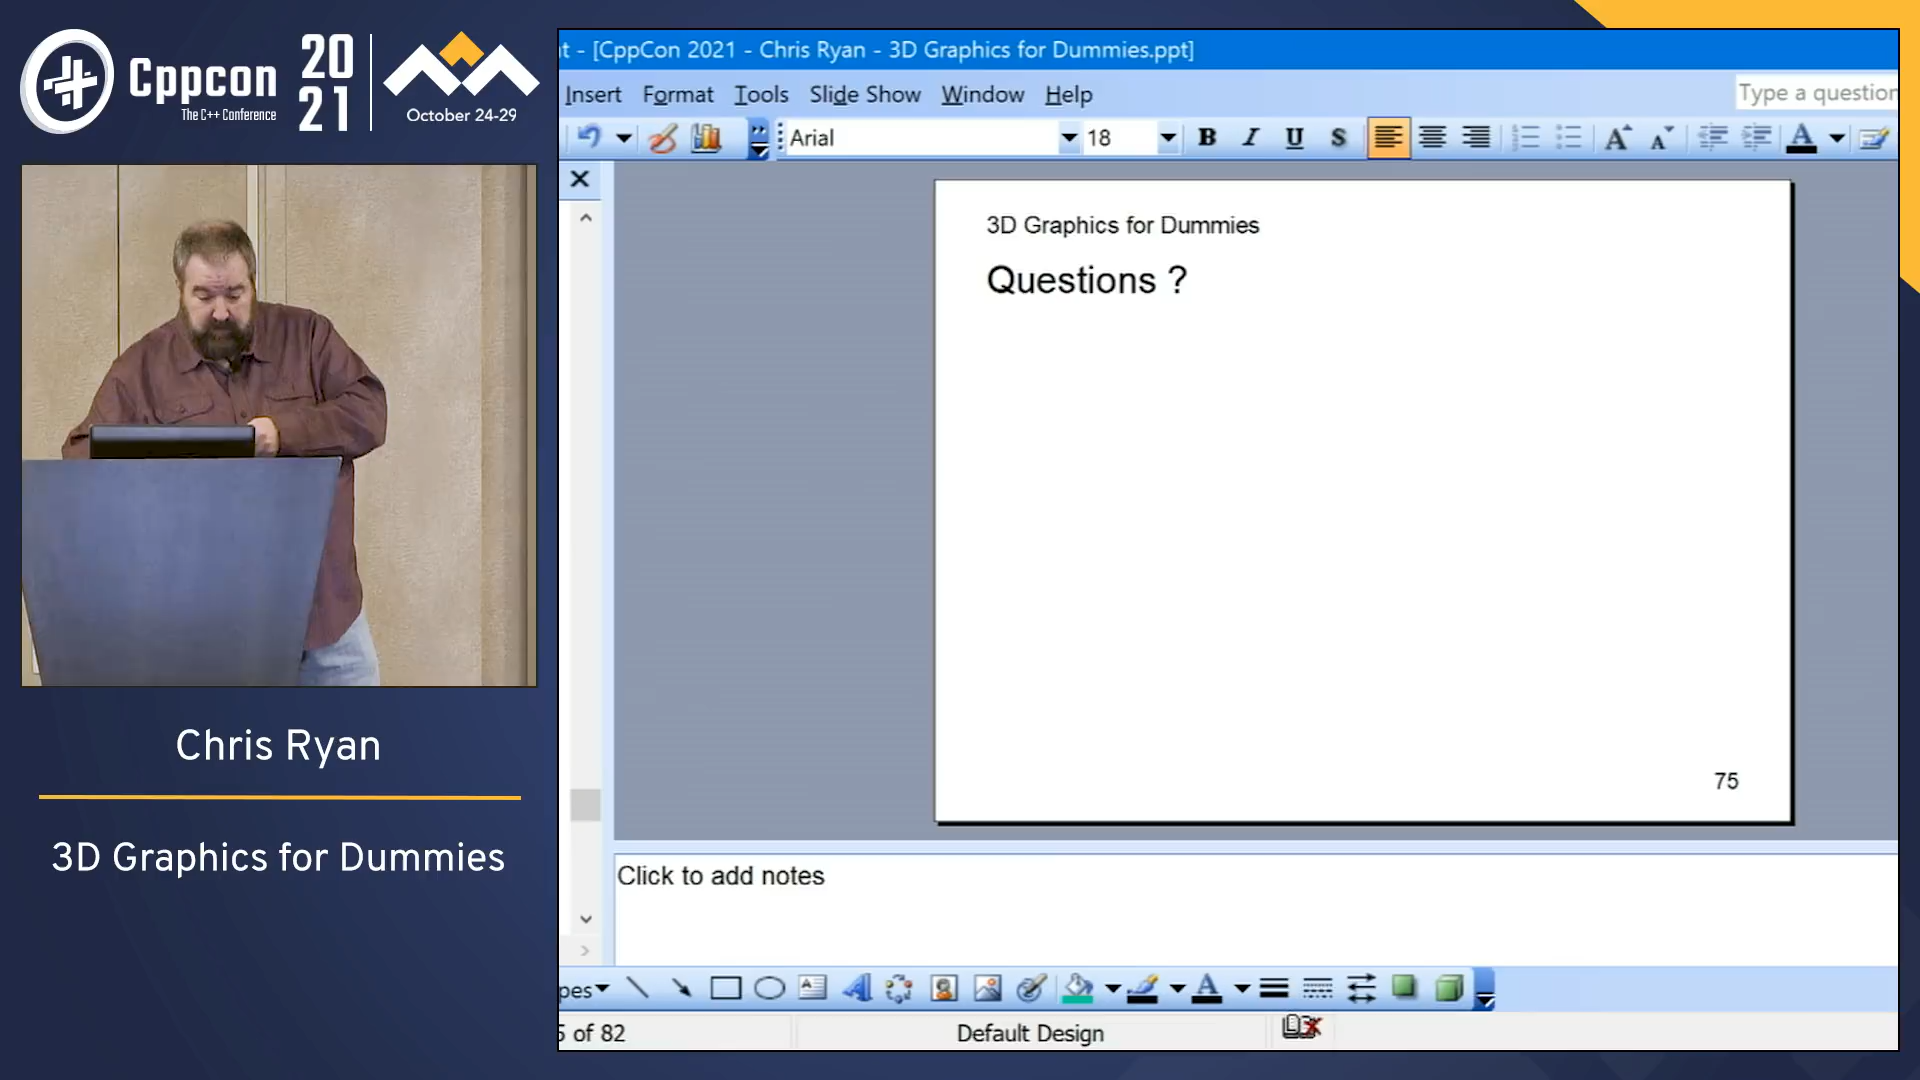 Cppcon
The C++ Conference
20
21
October 24-29
t - [CppCon 2021 - Chris Ryan - 3D Graphics for Dummies.ppt]
Insert Format Tools Slide Show Window Help
Type a question
Arial
18
B I U S
3D Graphics for Dummies
Questions ?
75
Click to add notes
pes
5 of 82
Default Design
Chris Ryan
3D Graphics for Dummies